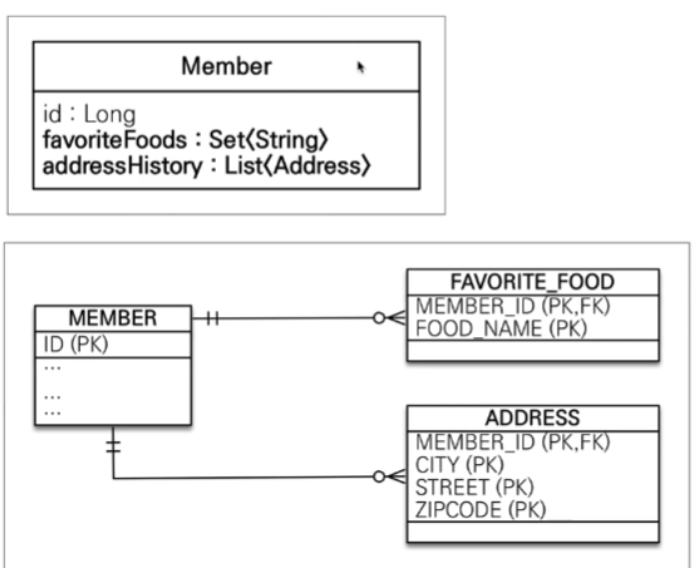 Member
id : Long
favoriteFoods : Set⟨String⟩
addressHistory : List⟨Address⟩
MEMBER
ID (PK)
...
...
...
FAVORITE_FOOD
MEMBER_ID (PK,FK)
FOOD_NAME (PK)
ADDRESS
MEMBER_ID (PK,FK)
CITY (PK)
STREET (PK)
ZIPCODE (PK)